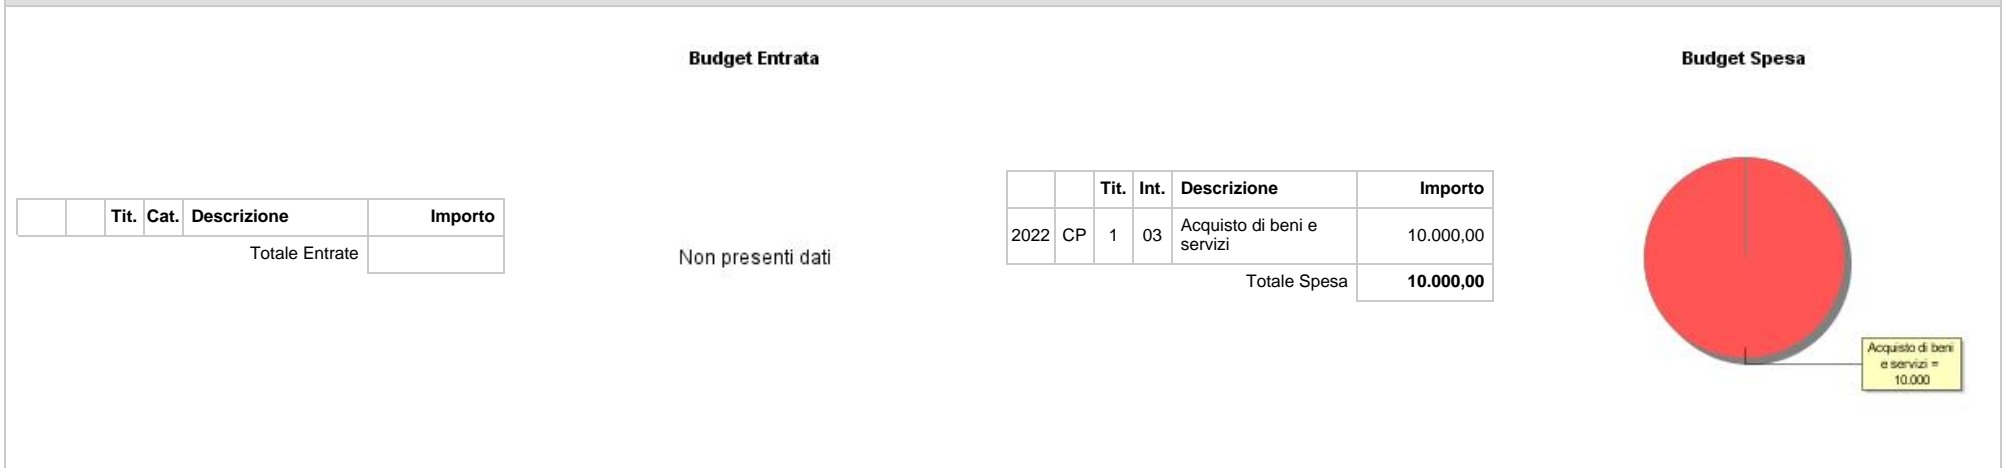 Budget Entrata
Budget Spesa
Tit. Cat. Descrizione Importo
Totale Entrate
Non presenti dati
Tit. Int. Descrizione Importo
2022 CP 1 03 Acquisto di beni e servizi 10.000,00
Totale Spesa 10.000,00
Acquisto di beni
e servizi =
10.000